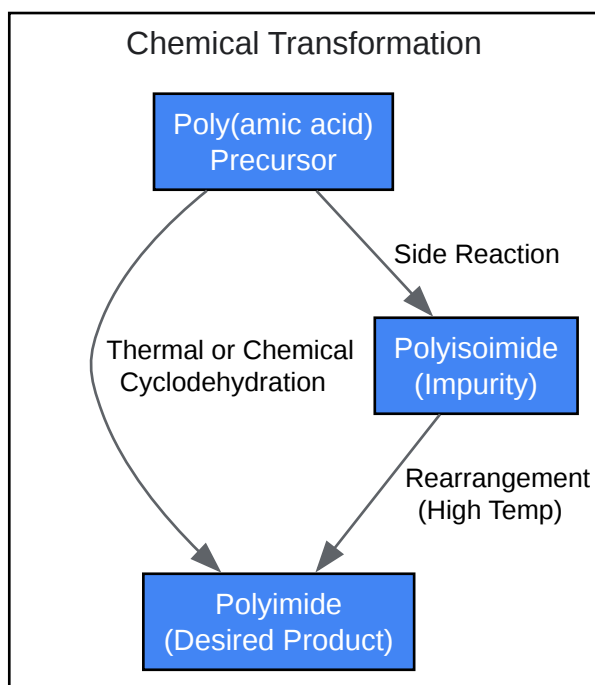 Chemical Transformation
Poly(amic acid)
Precursor
Side Reaction
Thermal or Chemical
Cyclodehydration
Polyisoimide
(Impurity)
Rearrangement
(High Temp)
Polyimide
(Desired Product)